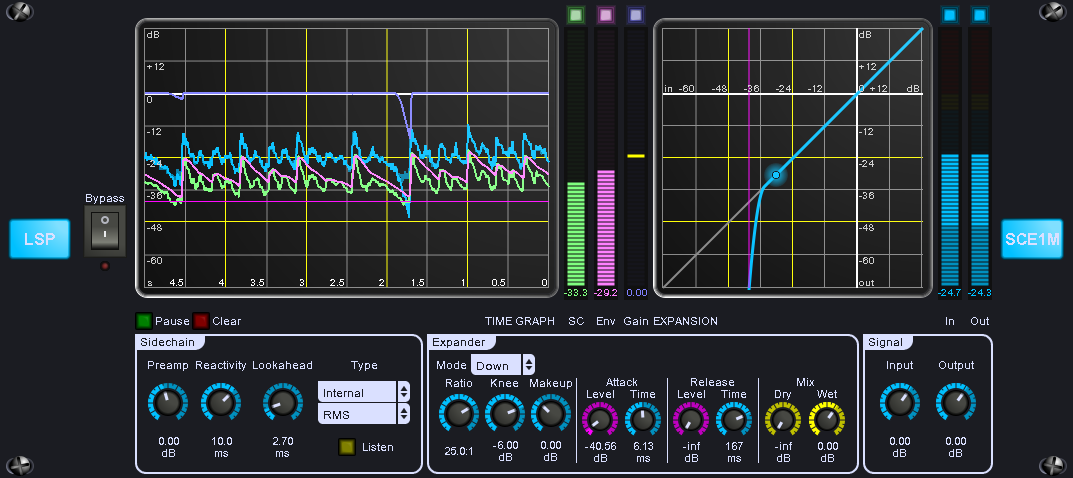 dB
+12
0
-12
-24
-36
-48
-60
s 4.5 4 3.5 3 2.5 2 1.5 1 0.5 0
-33.3 -29.2 0.00
dB
+12
in -60 -48 -36 -24 -12 0 +12 dB
-12
-24
-36
-48
-60
out
-24.7 -24.3
Bypass
LSP
SCE1M
Pause Clear TIME GRAPH SC Env Gain EXPANSION In Out
Sidechain
Preamp Reactivity Lookahead Type
Internal
RMS
0.00 10.0 2.70
dB ms ms
Listen
Expander
Mode Down
Ratio Knee Makeup
Attack
Level Time
Release
Level Time
Mix
Dry Wet
25.0:1
-6.00 0.00
dB dB
-40.56 6.13
dB ms
-inf 167
dB ms
-inf 0.00
dB dB
Signal
Input Output
0.00 0.00
dB dB